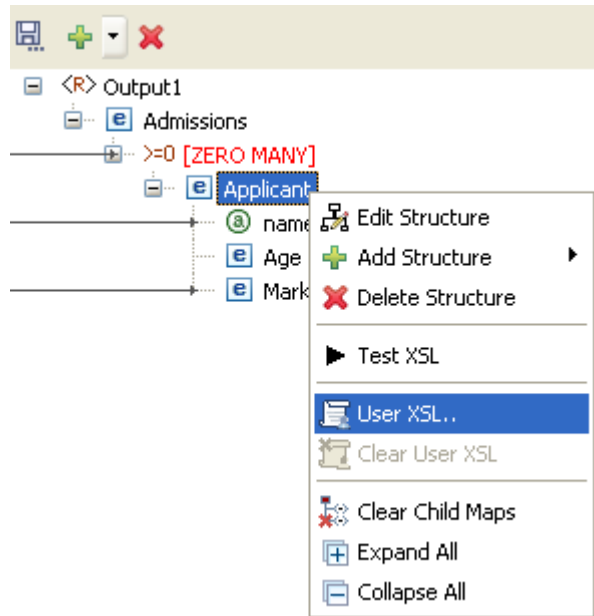 <R> Output1
e Admissions
>=0 [ZERO MANY]
e Applicant
a name
e Age
e Mark
Edit Structure
Add Structure
Delete Structure
Test XSL
User XSL..
Clear User XSL
Clear Child Maps
Expand All
Collapse All